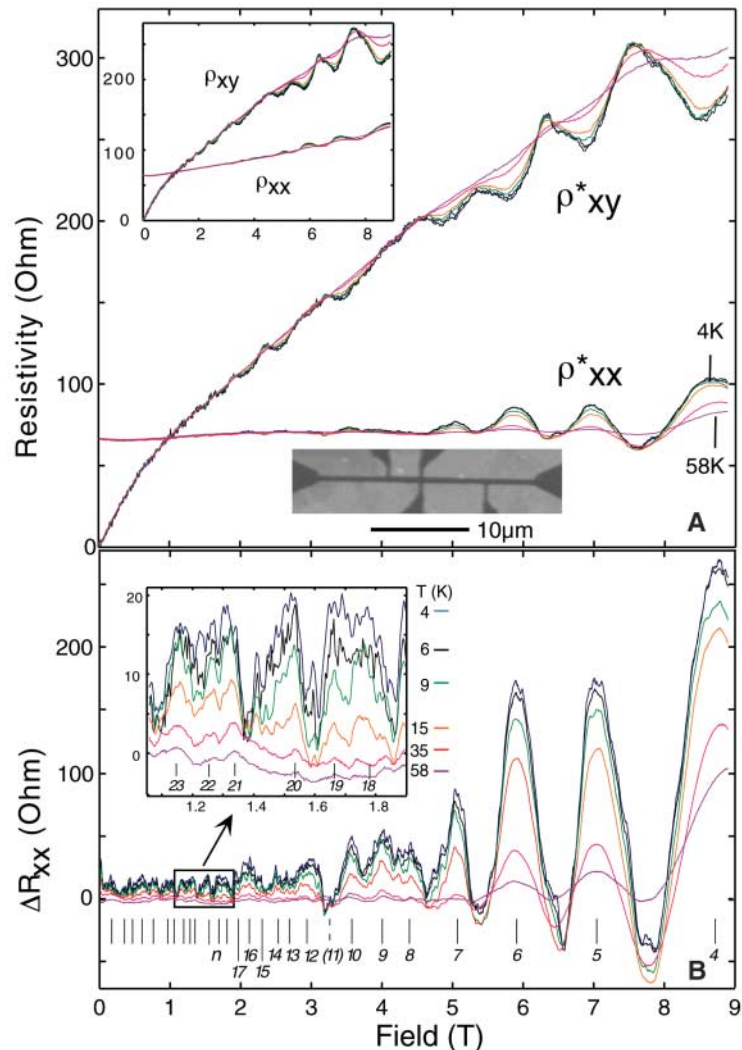 300
200
100
0
Resistivity (Ohm)
200
100
0
0 2 4 6 8
ρxy
ρxx
ρ*xy
ρ*xx
4K
58K
10μm
A
20
10
0
T (K)
4
6
9
15
35
58
23 22 21 20 19 18
1.2 1.4 1.6 1.8
200
100
0
ΔRxx (Ohm)
n 17 16 15 14 13 12 (11) 10 9 8 7 6 5 4
B
0 1 2 3 4 5 6 7 8 9
Field (T)